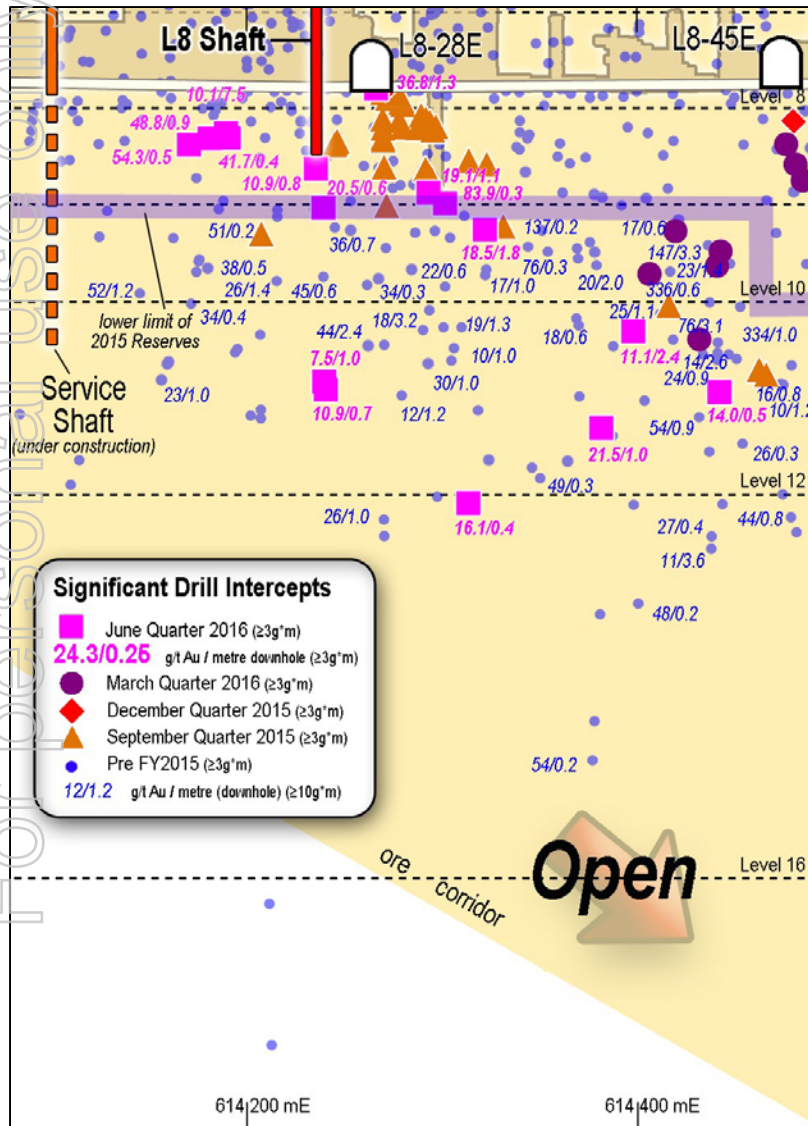 For personal use only
L8 Shaft
L8-28E
L8-45E
Level 8
36.8/1.3
10.1/7.5
48.8/0.9
54.3/0.5
41.7/0.4
10.9/0.8
19.1/1.1
20.5/0.6
83.9/0.3
51/0.2
36/0.7
18.5/1.8
137/0.2
17/0.6
147/3.3
38/0.5
22/0.6
76/0.3
23/1.4
52/1.2
26/1.4
45/0.6
34/0.3
17/1.0
20/2.0
336/0.6
Level 10
lower limit of
2015 Reserves
34/0.4
44/2.4
18/3.2
19/1.3
18/0.6
25/1.1
76/3.1
334/1.0
7.5/1.0
10/1.0
11.1/2.4
14/2.6
Service
Shaft
(under construction)
23/1.0
30/1.0
24/0.9
16/0.8
10.9/0.7
12/1.2
14.0/0.5
10/1.2
54/0.9
21.5/1.0
26/0.3
Level 12
49/0.3
26/1.0
16.1/0.4
27/0.4
44/0.8
11/3.6
48/0.2
Significant Drill Intercepts
June Quarter 2016 (≥3g*m)
24.3/0.25 g/t Au / metre downhole (≥3g*m)
March Quarter 2016 (≥3g*m)
December Quarter 2015 (≥3g*m)
September Quarter 2015 (≥3g*m)
Pre FY2015 (≥3g*m)
12/1.2 g/t Au / metre (downhole) (≥10g*m)
54/0.2
Open
ore corridor
Level 16
614 200 mE
614 400 mE